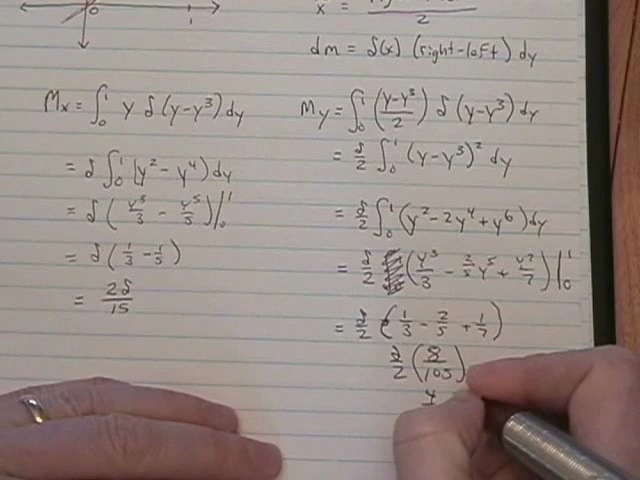 0 1
x̃ = / 2
dm = δ(x) (right-left) dy
Mx = ∫₀¹ y δ (y-y³) dy
= δ ∫₀¹ (y² - y⁴) dy
= δ ( y³/3 - y⁵/5 ) |₀¹
= δ ( 1/3 - 1/5 )
= 2δ/15
My = ∫₀¹ ( (y-y³)/2 ) δ (y-y³) dy
= δ/2 ∫₀¹ (y-y³)² dy
= δ/2 ∫₀¹ (y² - 2y⁴ + y⁶) dy
= δ/2 ( y³/3 - 2/5 y⁵ + y⁷/7 ) |₀¹
= δ/2 ( 1/3 - 2/5 + 1/7 )
δ/2 ( 8/105 )
4